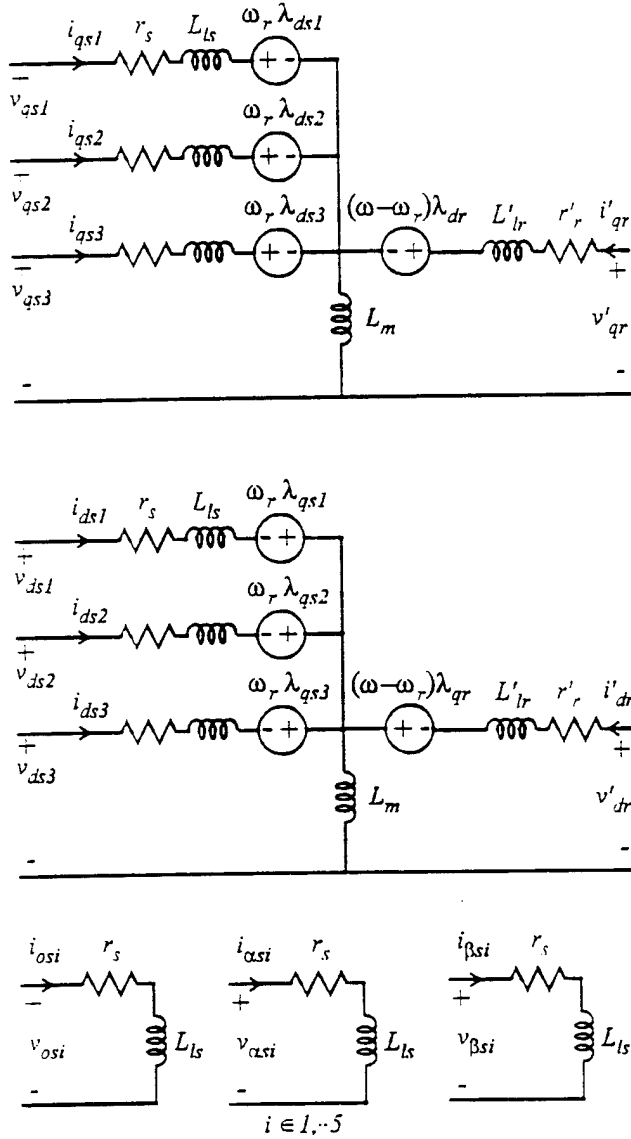 i_qs1 r_s L_ls ω_r λ_ds1
+ -
v_qs1
i_qs2 ω_r λ_ds2
+ -
v_qs2
i_qs3 ω_r λ_ds3 (ω−ω_r)λ_dr L'_lr r'_r i'_qr
+ - - + +
v_qs3 L_m v'_qr
- -
i_ds1 r_s L_ls ω_r λ_qs1
+ - +
v_ds1
i_ds2 ω_r λ_qs2
+ - +
v_ds2
i_ds3 ω_r λ_qs3 (ω−ω_r)λ_qr L'_lr r'_r i'_dr
+ - + + - +
v_ds3 L_m v'_dr
- -
i_osi r_s i_αsi r_s i_βsi r_s
+ +
v_osi L_ls v_αsi L_ls v_βsi L_ls
- - -
i ∈ 1,··5